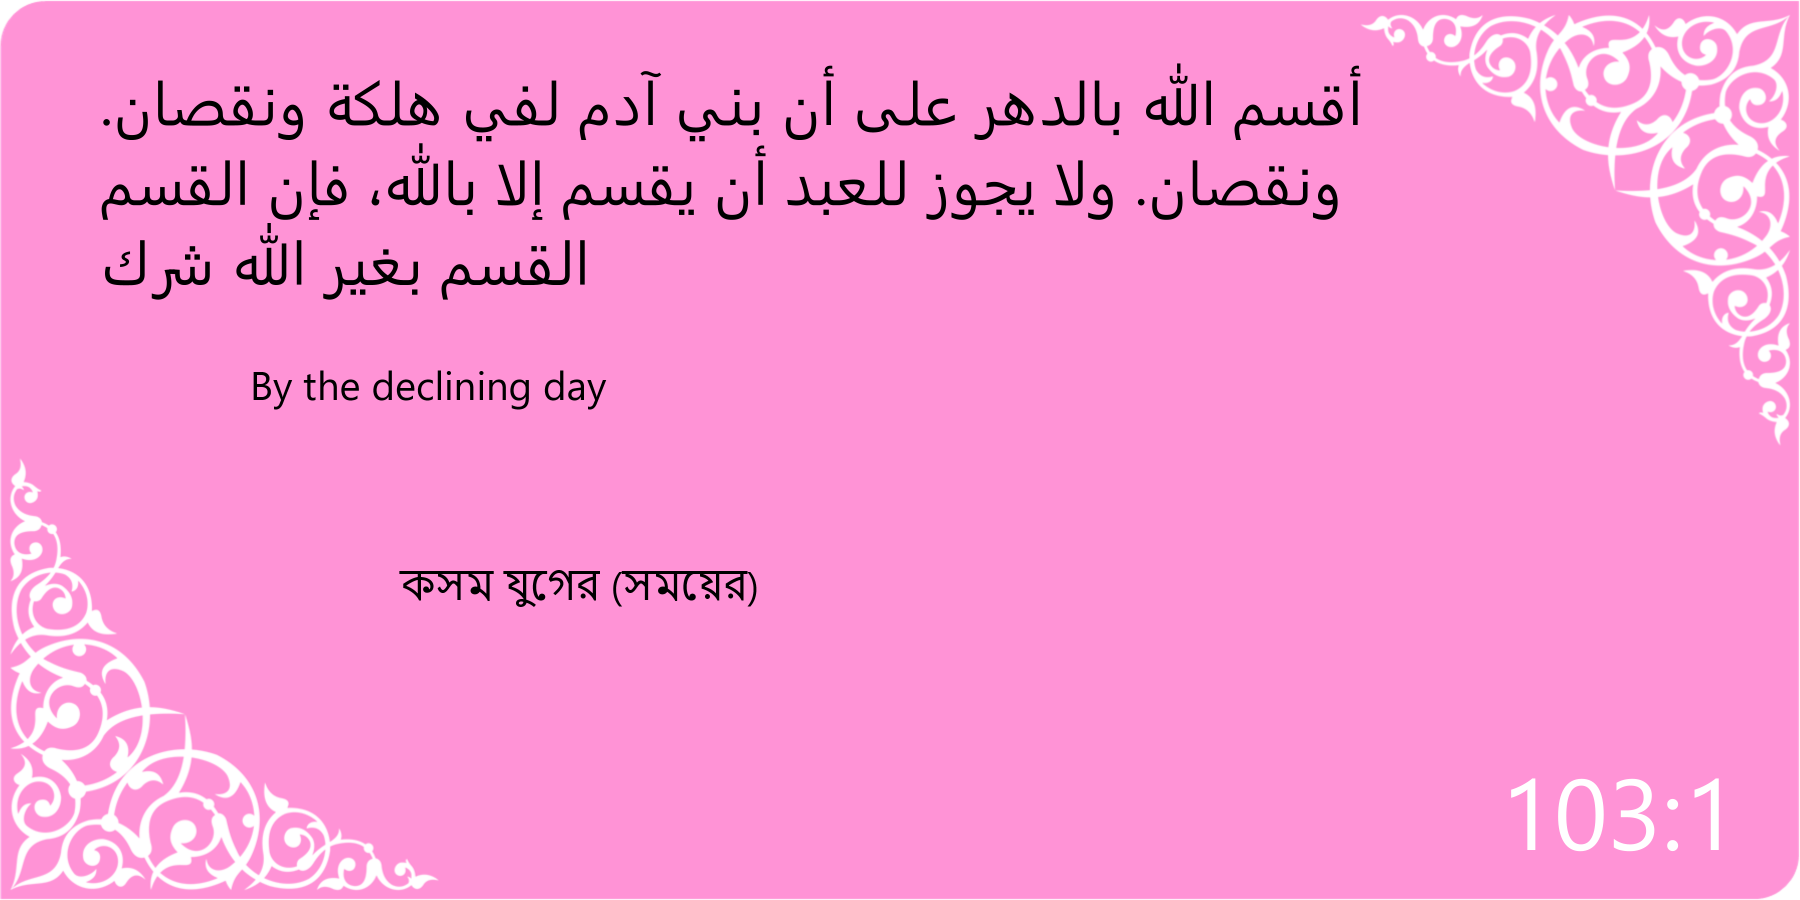 أقسم الله بالدهر على أن بني آدم لفي هلكة ونقصان.
ونقصان. ولا يجوز للعبد أن يقسم إلا بالله، فإن القسم
القسم بغير الله شرك
By the declining day
কসম যুগের (সময়ের)
103:1